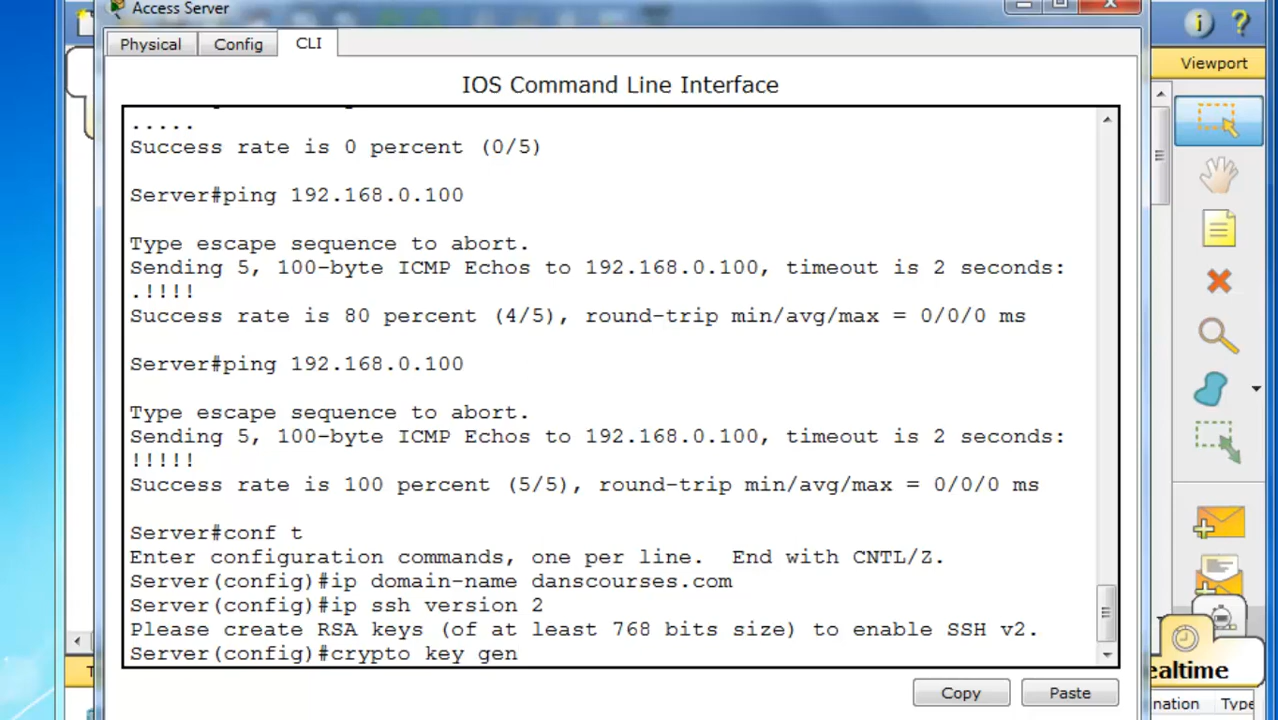 Access Server
Physical
Config
CLI
Viewport
IOS Command Line Interface
.....
Success rate is 0 percent (0/5)
Server#ping 192.168.0.100
Type escape sequence to abort.
Sending 5, 100-byte ICMP Echos to 192.168.0.100, timeout is 2 seconds:
.!!!!
Success rate is 80 percent (4/5), round-trip min/avg/max = 0/0/0 ms
Server#ping 192.168.0.100
Type escape sequence to abort.
Sending 5, 100-byte ICMP Echos to 192.168.0.100, timeout is 2 seconds:
!!!!!
Success rate is 100 percent (5/5), round-trip min/avg/max = 0/0/0 ms
Server#conf t
Enter configuration commands, one per line.  End with CNTL/Z.
Server(config)#ip domain-name danscourses.com
Server(config)#ip ssh version 2
Please create RSA keys (of at least 768 bits size) to enable SSH v2.
Server(config)#crypto key gen
Copy
Paste
ealtime
nation
Type